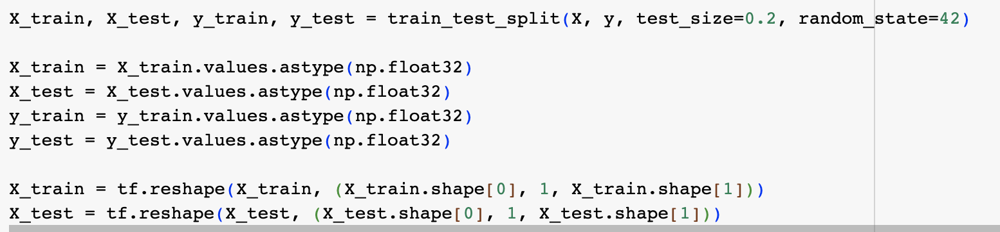 X_train, X_test, y_train, y_test = train_test_split(X, y, test_size=0.2, random_state=42)
X_train = X_train.values.astype(np.float32)
X_test = X_test.values.astype(np.float32)
y_train = y_train.values.astype(np.float32)
y_test = y_test.values.astype(np.float32)
X_train = tf.reshape(X_train, (X_train.shape[0], 1, X_train.shape[1]))
X_test = tf.reshape(X_test, (X_test.shape[0], 1, X_test.shape[1]))